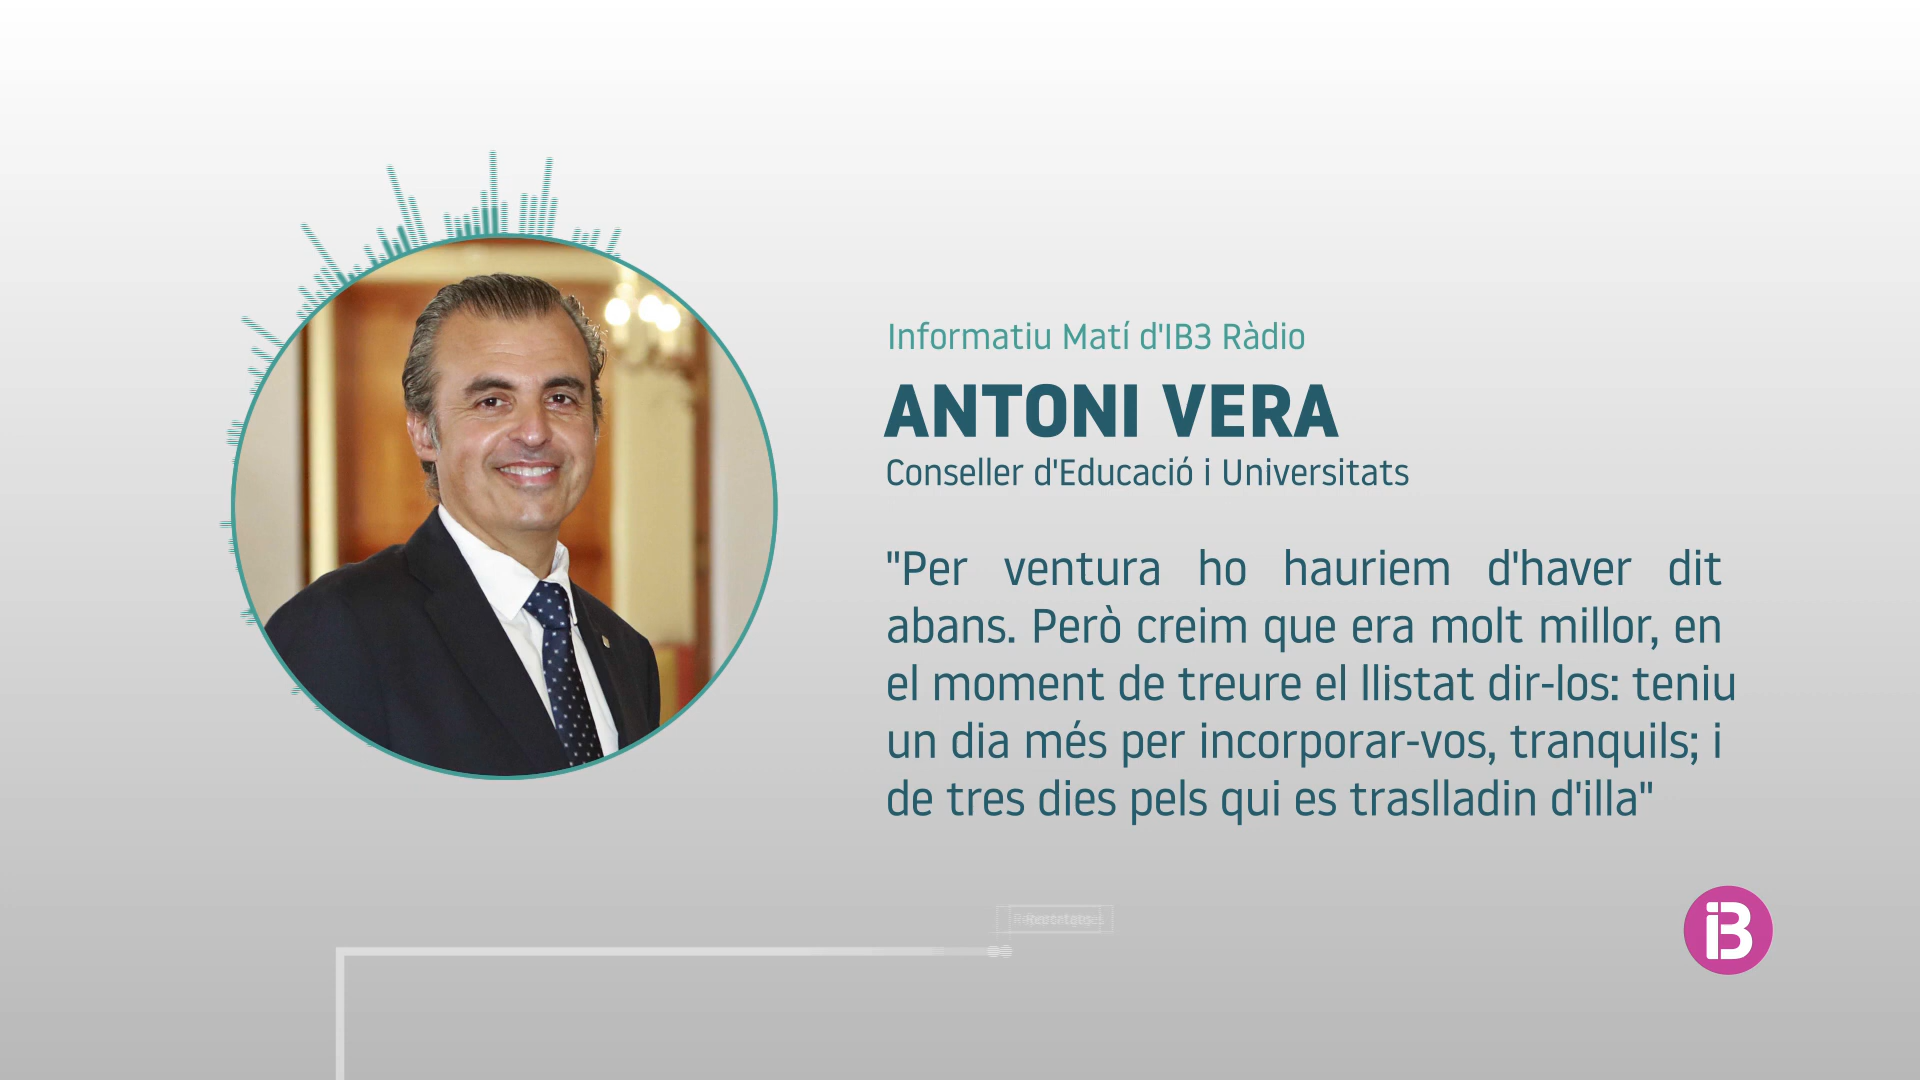 Informatiu Matí d'IB3 Ràdio
ANTONI VERA
Conseller d'Educació i Universitats
"Per ventura ho hauriem d'haver dit
abans. Però creim que era molt millor, en
el moment de treure el llistat dir-los: teniu
un dia més per incorporar-vos, tranquils; i
de tres dies pels qui es traslladin d'illa"
iB